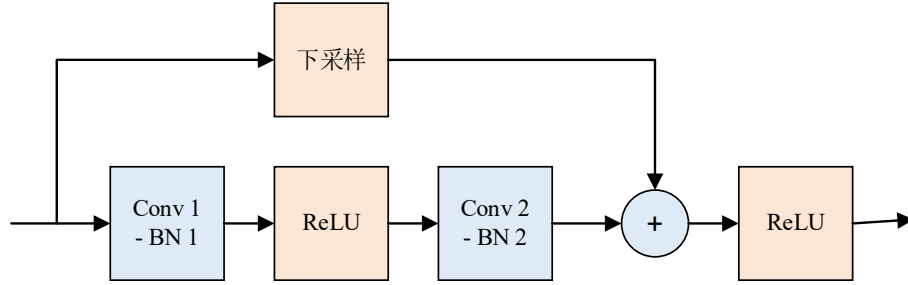 下采样
Conv 1
- BN 1
ReLU
Conv 2
- BN 2
+
ReLU